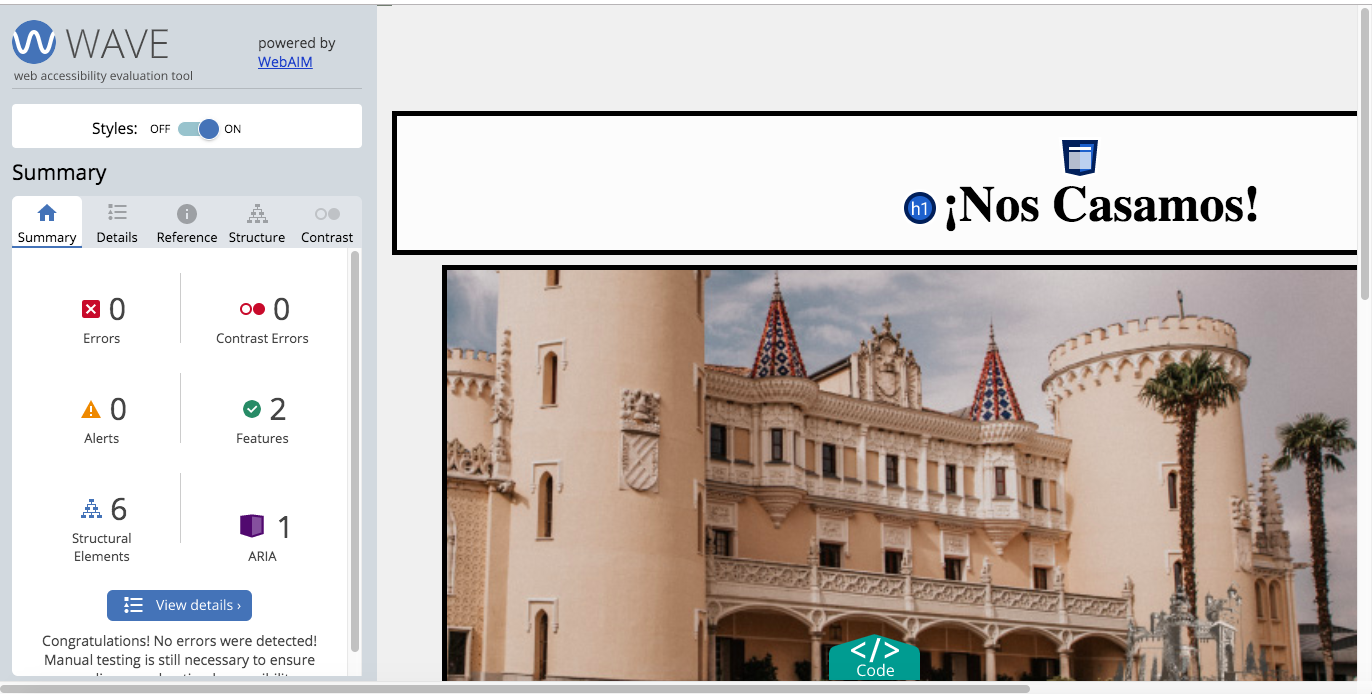 WAVE
web accessibility evaluation tool
powered by
WebAIM
Styles: OFF ON
Summary
Summary Details Reference Structure Contrast
0 Errors
0 Contrast Errors
0 Alerts
2 Features
6 Structural
Elements
1 ARIA
View details ›
Congratulations! No errors were detected!
Manual testing is still necessary to ensure
h1 ¡Nos Casamos!
</>
Code